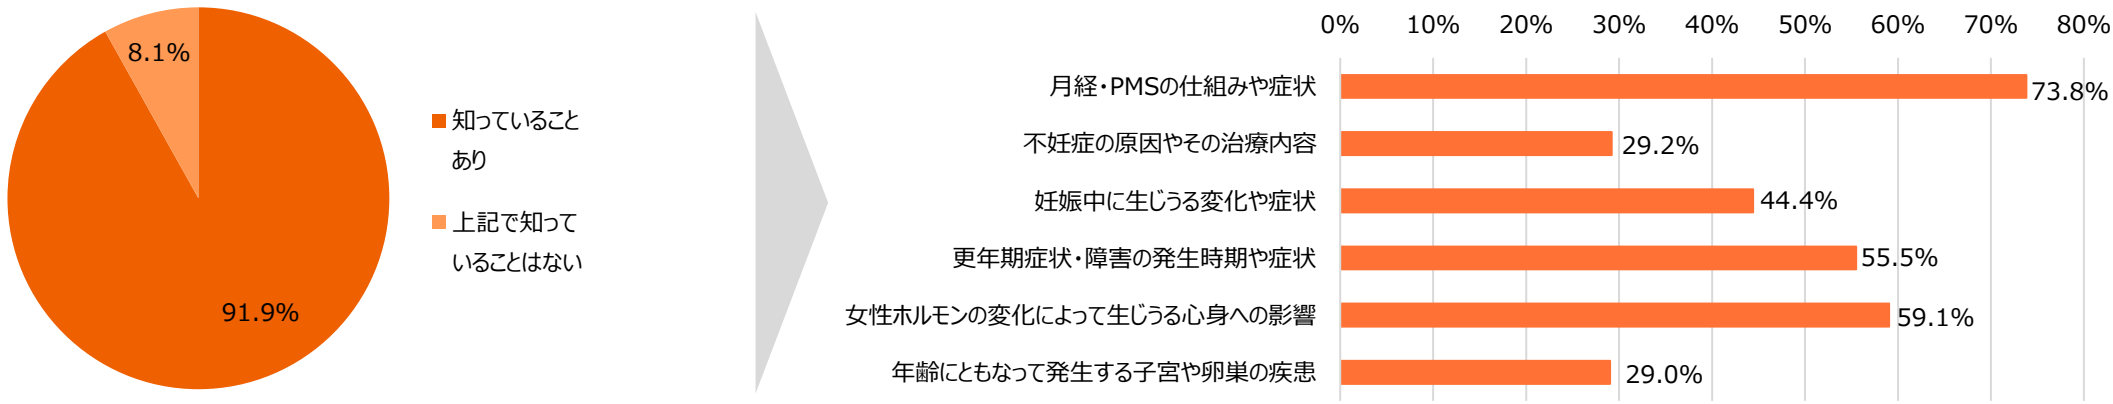 8.1%
91.9%
知っていること
あり
上記で知って
いることはない
0% 10% 20% 30% 40% 50% 60% 70% 80%
月経・PMSの仕組みや症状 73.8%
不妊症の原因やその治療内容 29.2%
妊娠中に生じうる変化や症状 44.4%
更年期症状・障害の発生時期や症状 55.5%
女性ホルモンの変化によって生じうる心身への影響 59.1%
年齢にともなって発生する子宮や卵巣の疾患 29.0%